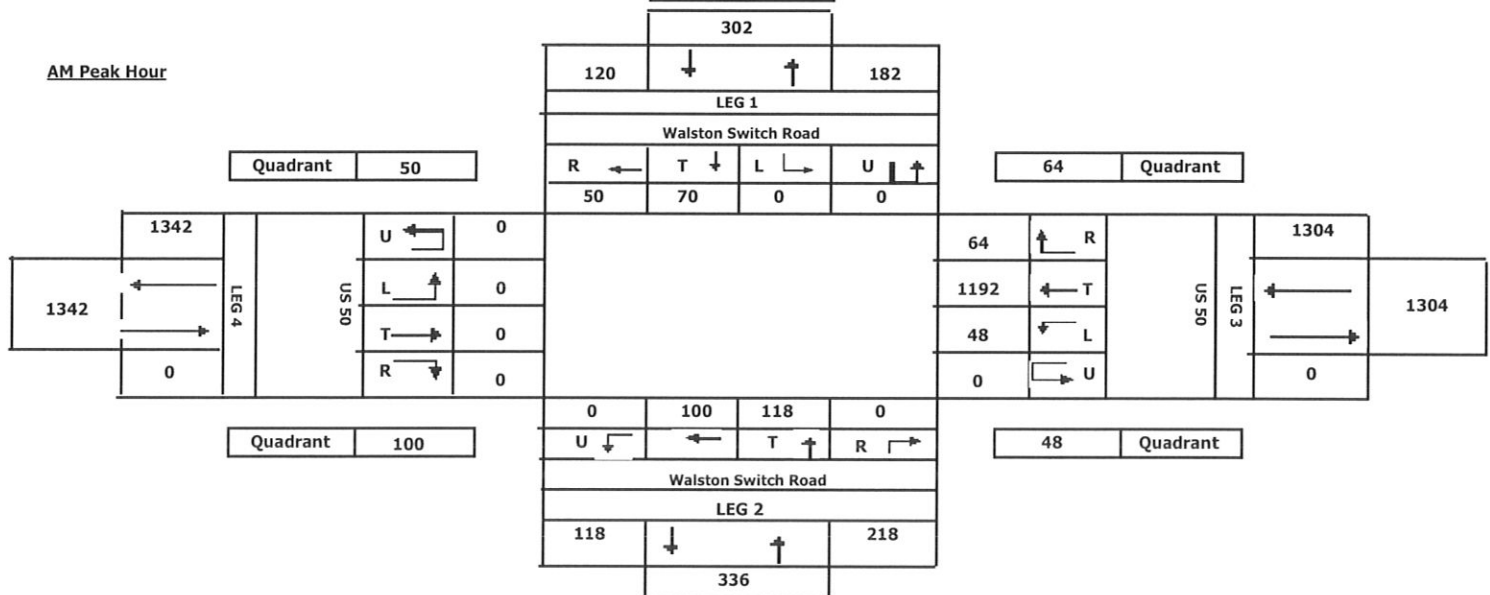 302
AM Peak Hour
120 182
LEG 1
Walston Switch Road
Quadrant 50
R T L U
64 Quadrant
50 70 0 0
1342
U 0
L 0
T 0
R 0
US 50
LEG 4
1342
0
64 R
1192 T
48 L
0 U
US 50
LEG 3
1304
1304
0
0 100 118 0
U T R
Quadrant 100
48 Quadrant
Walston Switch Road
LEG 2
118 218
336